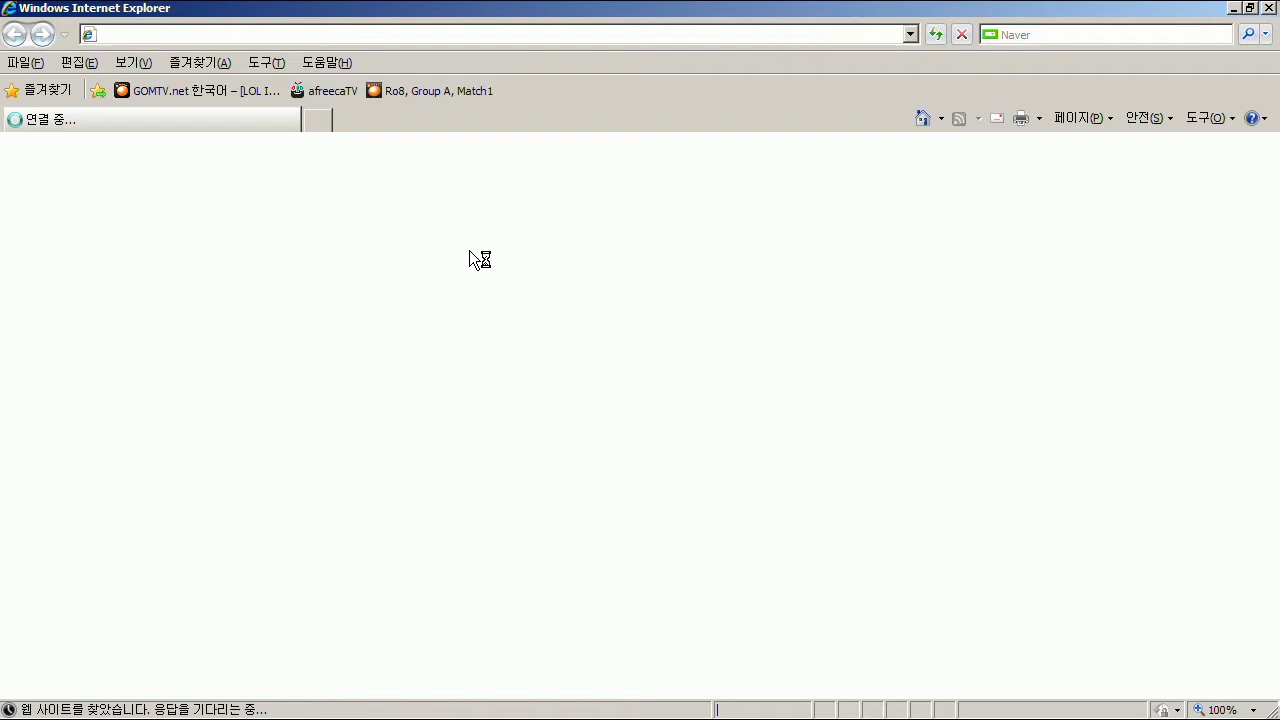 Windows Internet Explorer
Naver
파일(F) 편집(E) 보기(V) 즐겨찾기(A) 도구(T) 도움말(H)
즐겨찾기 GOMTV.net 한국어 – [LOL I... afreecaTV Ro8, Group A, Match1
연결 중... 페이지(P) 안전(S) 도구(O)
웹 사이트를 찾았습니다. 응답을 기다리는 중... 100%